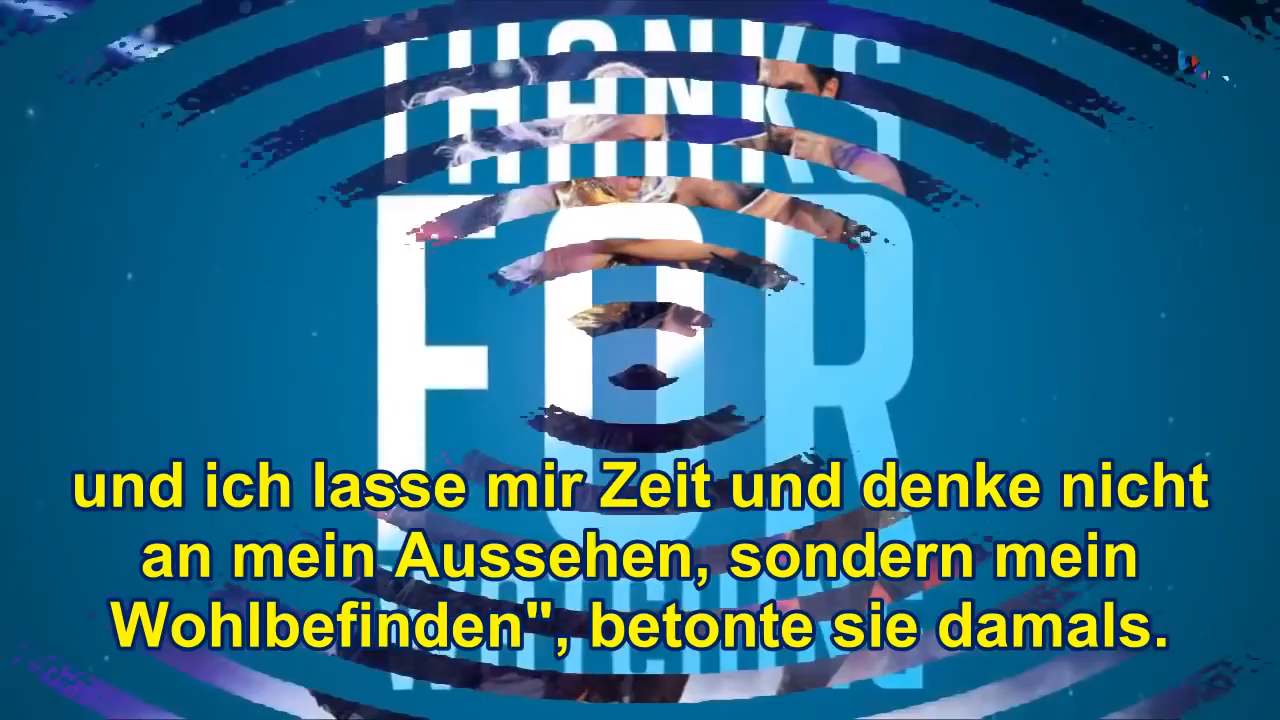 THANKS
FOR
WATCHING
und ich lasse mir Zeit und denke nicht
an mein Aussehen, sondern mein
Wohlbefinden", betonte sie damals.